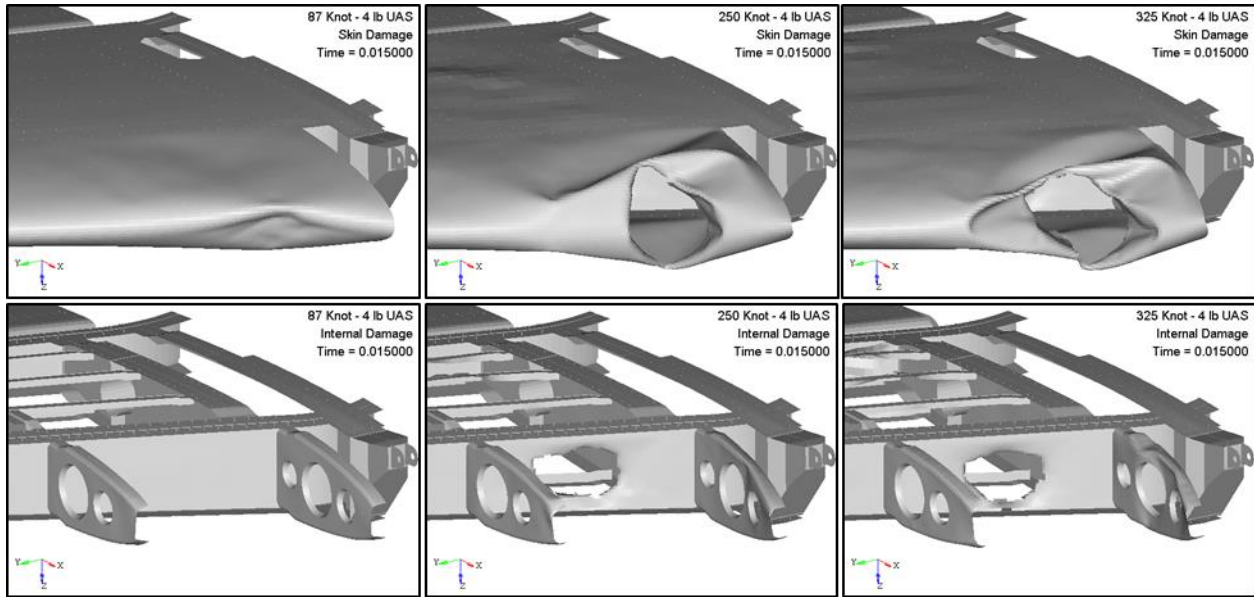 87 Knot - 4 lb UAS
Skin Damage
Time = 0.015000
Y
X
Z
250 Knot - 4 lb UAS
Skin Damage
Time = 0.015000
Y
X
Z
325 Knot - 4 lb UAS
Skin Damage
Time = 0.015000
Y
X
Z
87 Knot - 4 lb UAS
Internal Damage
Time = 0.015000
Y
X
Z
250 Knot - 4 lb UAS
Internal Damage
Time = 0.015000
Y
X
Z
325 Knot - 4 lb UAS
Internal Damage
Time = 0.015000
Y
X
Z